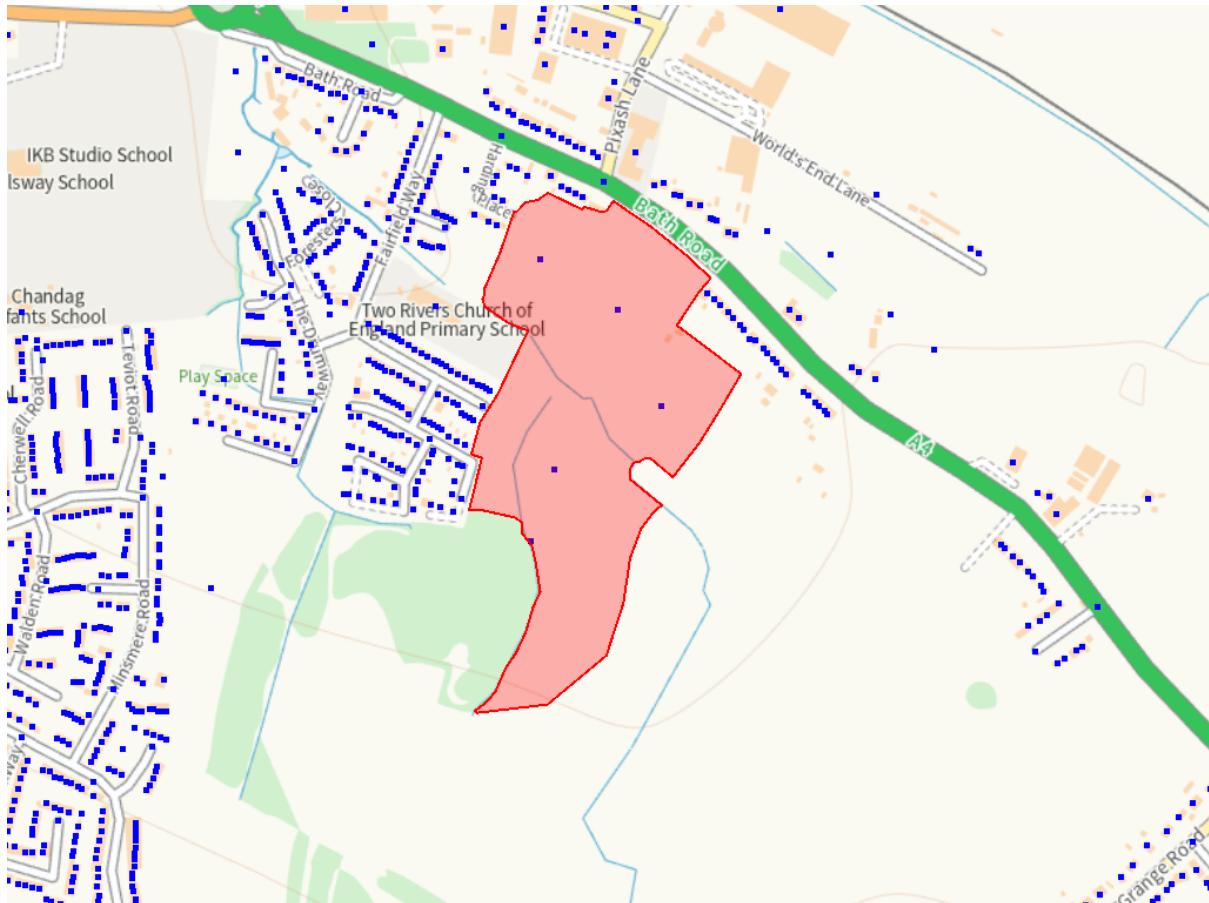 Bath Road
Pixash Lane
World's End Lane
IKB Studio School
lsway School
Harding
Place
Close
Foresters
Fairfield Way
Bath Road
Chandag
fants School
The Drumway
Two Rivers Church of
England Primary School
Teviot Road
Play Space
Cherwell Road
A4
Walden Road
Minsmere Road
Way
Grange Road